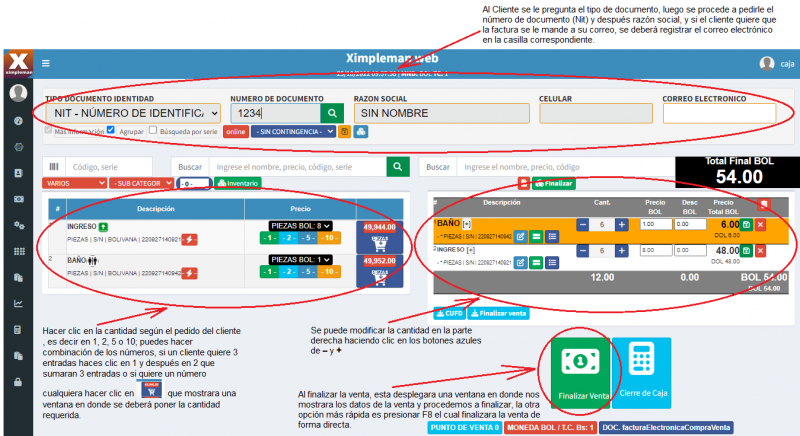 Al Cliente se le pregunta el tipo de documento, luego se procede a pedirle el
número de documento (Nit) y después razón social, y si el cliente quiere que
la factura se le mande a su correo, se deberá registrar el correo electrónico
en la casilla correspondiente.
X
ximpleman
Ximpleman web
caja
TIPO DOCUMENTO IDENTIDAD NUMERO DE DOCUMENTO RAZON SOCIAL CELULAR CORREO ELECTRONICO
NIT - NÚMERO DE IDENTIFICA 1234 SIN NOMBRE
Más Información Agrupar Búsqueda por serie online - SIN CONTINGENCIA -
Código, serie Buscar Ingrese el nombre, precio, código, serie Buscar Ingrese el nombre, precio, código, serie
Total Final BOL
54.00
VARIOS - SUB CATEGOR - 0 - Inventario Finalizar
# Descripción Precio
1 INGRESO PIEZAS BOL: 8 49,944.00
PIEZAS | S/N | BOLIVIANA | 220927140921 - 1 - - 2 - - 5 - - 10 -
2 BAÑO PIEZAS BOL: 1 49,952.00
PIEZAS | S/N | BOLIVIANA | 220927140942 - 1 - - 2 - - 5 - - 10 -
# Descripción Cant. Precio BOL Desc BOL Precio Total BOL
BAÑO [+] - 6 + 1.00 0.00 6.00
- * PIEZAS | S/N | 220927140942 BOL 6.00
2 INGRESO [+] - 6 + 8.00 0.00 48.00
- * PIEZAS | S/N | 220927140921 BOL 48.00
12.00 0.00 BOL 54.00
BOL 54.00
CUFD Finalizar venta
Hacer clic en la cantidad según el pedido del cliente
, es decir en 1, 2, 5 o 10; puedes hacer
combinación de los números, si un cliente quiere 3
entradas haces clic en 1 y después en 2 que
sumaran 3 entradas o si quiere un número
cualquiera hacer clic en 49,952.00 que mostrara una
ventana en donde se deberá poner la cantidad
requerida.
Se puede modificar la cantidad en la parte
derecha haciendo clic en los botones azules
de – y +
Al finalizar la venta, esta desplegara una ventana en donde nos
mostrara los datos de la venta y procedemos a finalizar, la otra
opción más rápida es presionar F8 el cual finalizara la venta de
forma directa.
Finalizar Venta
Cierre de Caja
PUNTO DE VENTA 0 MONEDA BOL / T.C. Bs: 1 DOC. facturaElectronicaCompraVenta